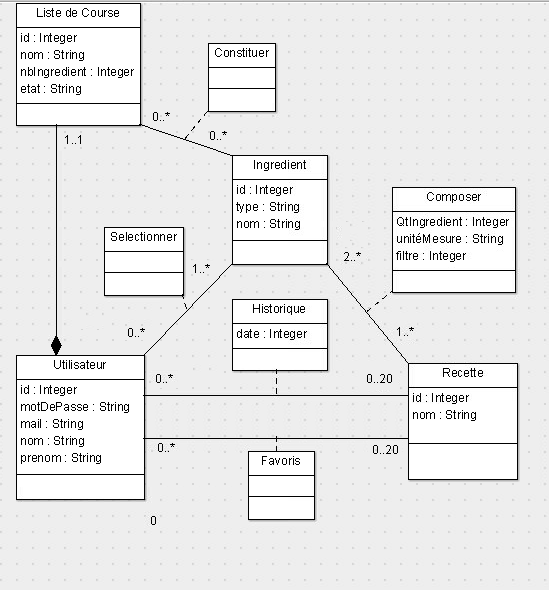 Liste de Course
id : Integer
nom : String
nbIngredient : Integer
etat : String
Constituer
0..*
0..*
1..1
Ingredient
id : Integer
type : String
nom : String
Composer
QtIngredient : Integer
unitéMesure : String
filtre : Integer
Selectionner
1..*
2..*
Historique
date : Integer
0..*
1..*
Utilisateur
id : Integer
motDePasse : String
mail : String
nom : String
prenom : String
0..*
0..20
Recette
id : Integer
nom : String
0..*
0..20
Favoris
0